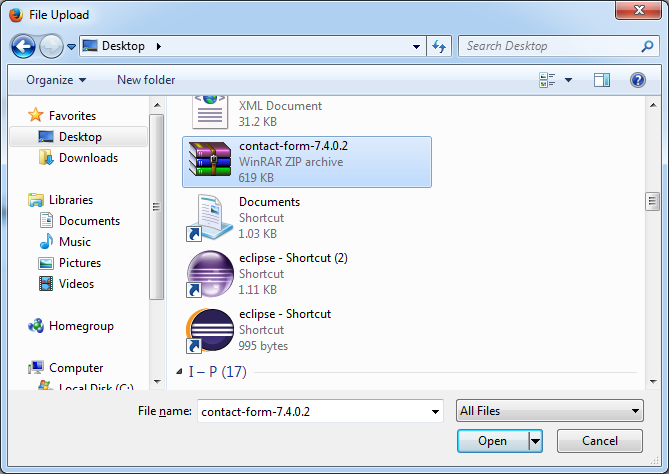 File Upload
Desktop
Search Desktop
Organize
New folder
Favorites
Desktop
Downloads
Libraries
Documents
Music
Pictures
Videos
Homegroup
Computer
Local Disk (C:)
XML Document
31.2 KB
contact-form-7.4.0.2
WinRAR ZIP archive
619 KB
Documents
Shortcut
1.03 KB
eclipse - Shortcut (2)
Shortcut
1.11 KB
eclipse - Shortcut
Shortcut
995 bytes
I – P (17)
File name: contact-form-7.4.0.2
All Files
Open
Cancel